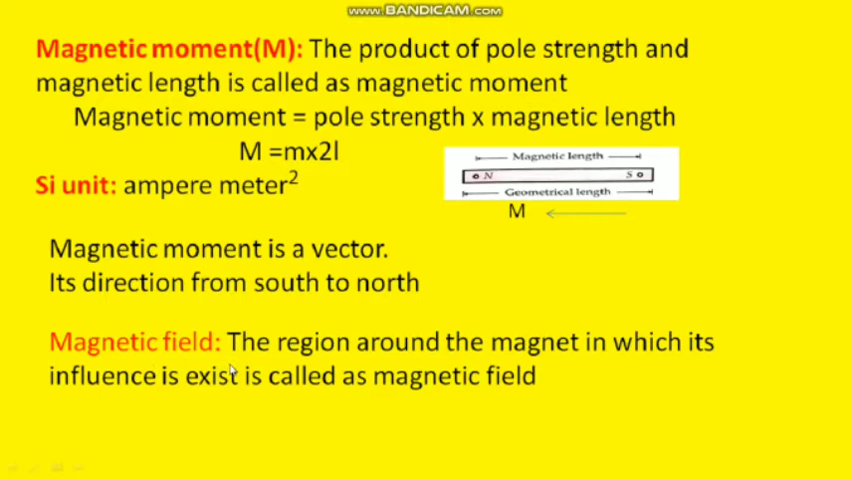 www.BANDICAM.com
Magnetic moment(M): The product of pole strength and
magnetic length is called as magnetic moment
Magnetic moment = pole strength x magnetic length
M =mx2l
Si unit: ampere meter²
Magnetic length
N S
Geometrical length
M
Magnetic moment is a vector.
Its direction from south to north
Magnetic field: The region around the magnet in which its
influence is exist is called as magnetic field